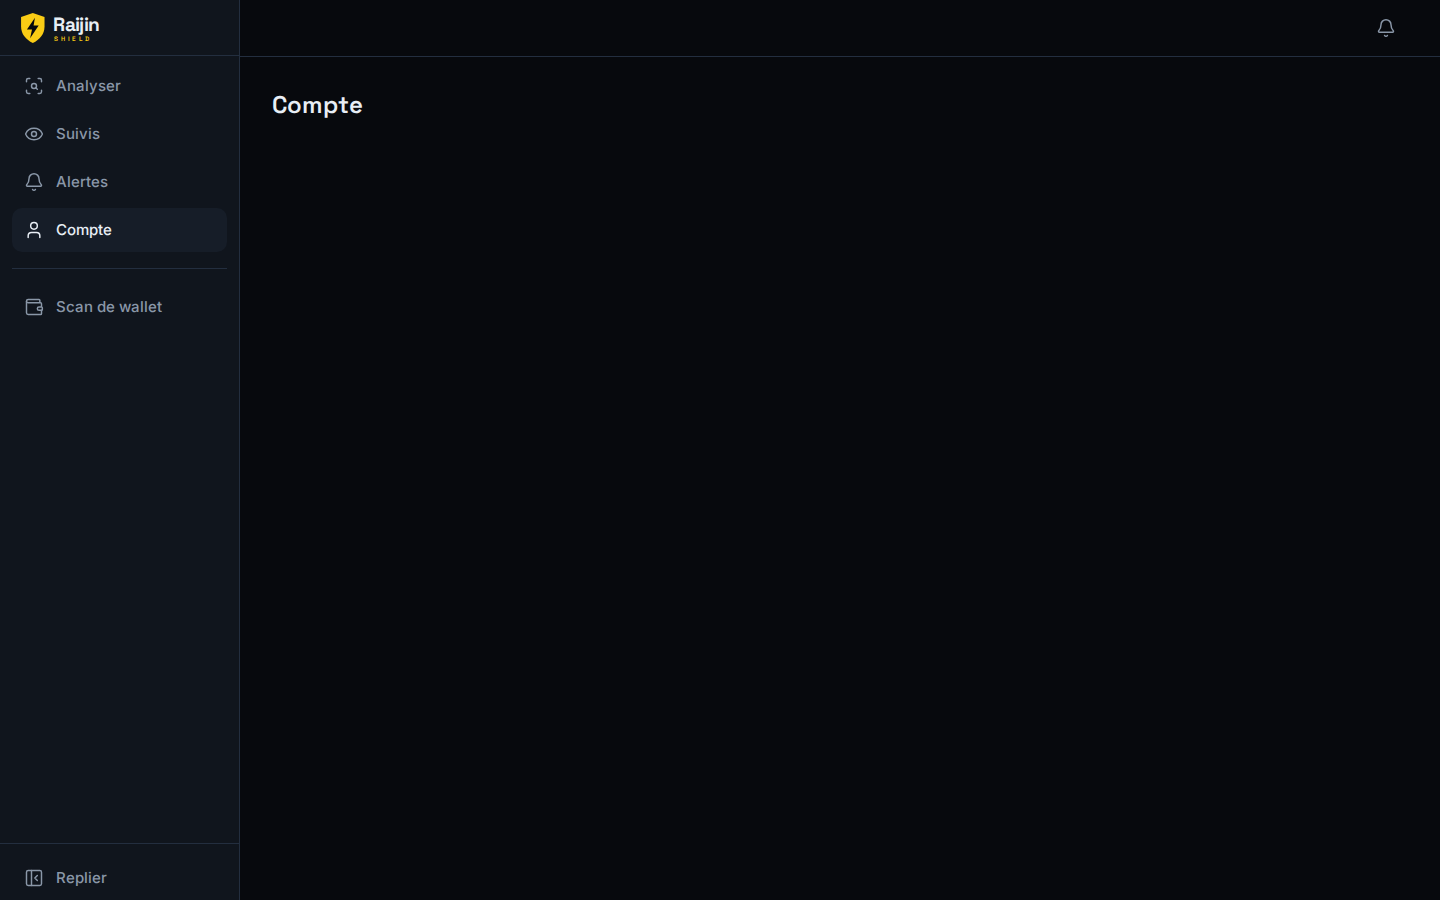 Raijin
SHIELD
Analyser
Suivis
Alertes
Compte
Scan de wallet
Replier
Compte